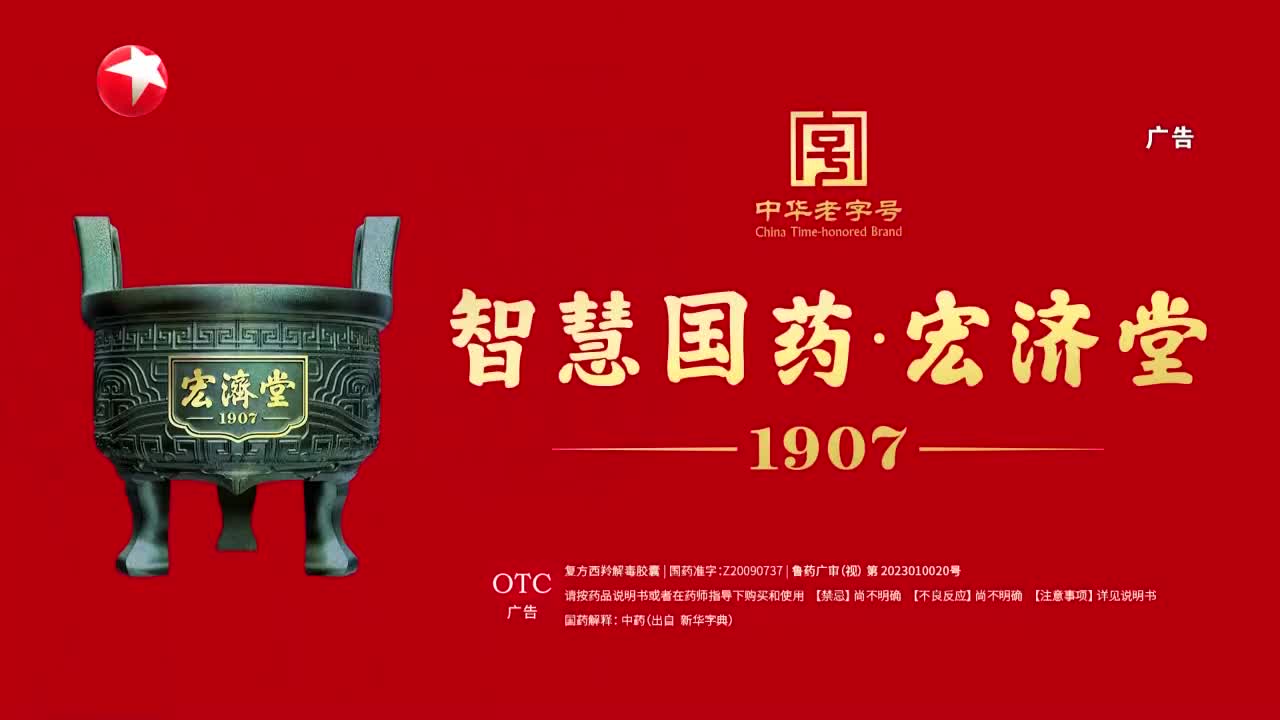 广告
中华老字号
China Time-honored Brand
智慧国药·宏济堂
1907
宏濟堂
1907
OTC
广告
复方西羚解毒胶囊 | 国药准字:Z20090737 | 鲁药广审(视) 第 2023010020号
请按药品说明书或者在药师指导下购买和使用 【禁忌】尚不明确 【不良反应】尚不明确 【注意事项】详见说明书
国药解释: 中药(出自 新华字典)